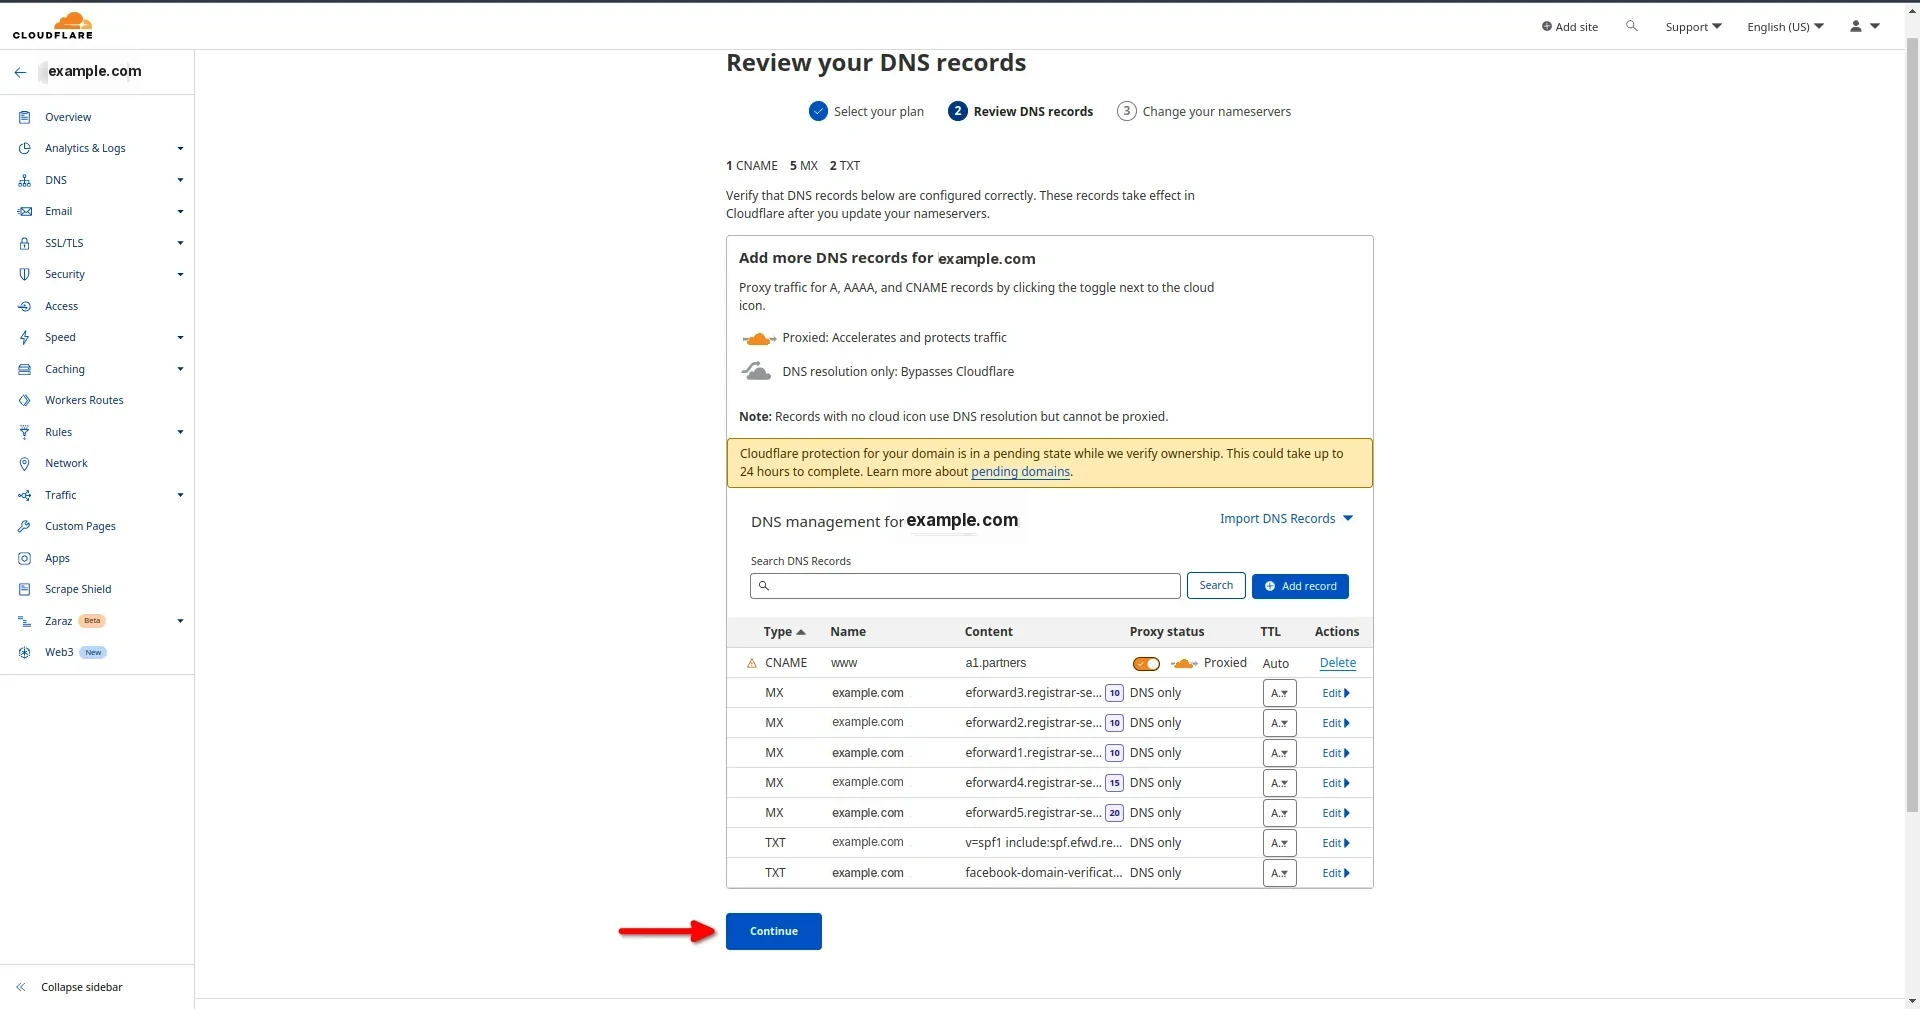 CLOUDFLARE
Add site
Support
English (US)
example.com
Overview
Analytics & Logs
DNS
Email
SSL/TLS
Security
Access
Speed
Caching
Workers Routes
Rules
Network
Traffic
Custom Pages
Apps
Scrape Shield
Zaraz Beta
Web3 New
Collapse sidebar
Review your DNS records
Select your plan 2 Review DNS records 3 Change your nameservers
1 CNAME 5 MX 2 TXT
Verify that DNS records below are configured correctly. These records take effect in
Cloudflare after you update your nameservers.
Add more DNS records for example.com
Proxy traffic for A, AAAA, and CNAME records by clicking the toggle next to the cloud
icon.
Proxied: Accelerates and protects traffic
DNS resolution only: Bypasses Cloudflare
Note: Records with no cloud icon use DNS resolution but cannot be proxied.
Cloudflare protection for your domain is in a pending state while we verify ownership. This could take up to
24 hours to complete. Learn more about pending domains.
DNS management for example.com
Import DNS Records
Search DNS Records
Search
Add record
Type Name Content Proxy status TTL Actions
CNAME www a1.partners Proxied Auto Delete
MX example.com eforward3.registrar-se... 10 DNS only A.. Edit
MX example.com eforward2.registrar-se... 10 DNS only A.. Edit
MX example.com eforward1.registrar-se... 10 DNS only A.. Edit
MX example.com eforward4.registrar-se... 15 DNS only A.. Edit
MX example.com eforward5.registrar-se... 20 DNS only A.. Edit
TXT example.com v=spf1 include:spf.efwd.re... DNS only A.. Edit
TXT example.com facebook-domain-verificat... DNS only A.. Edit
Continue